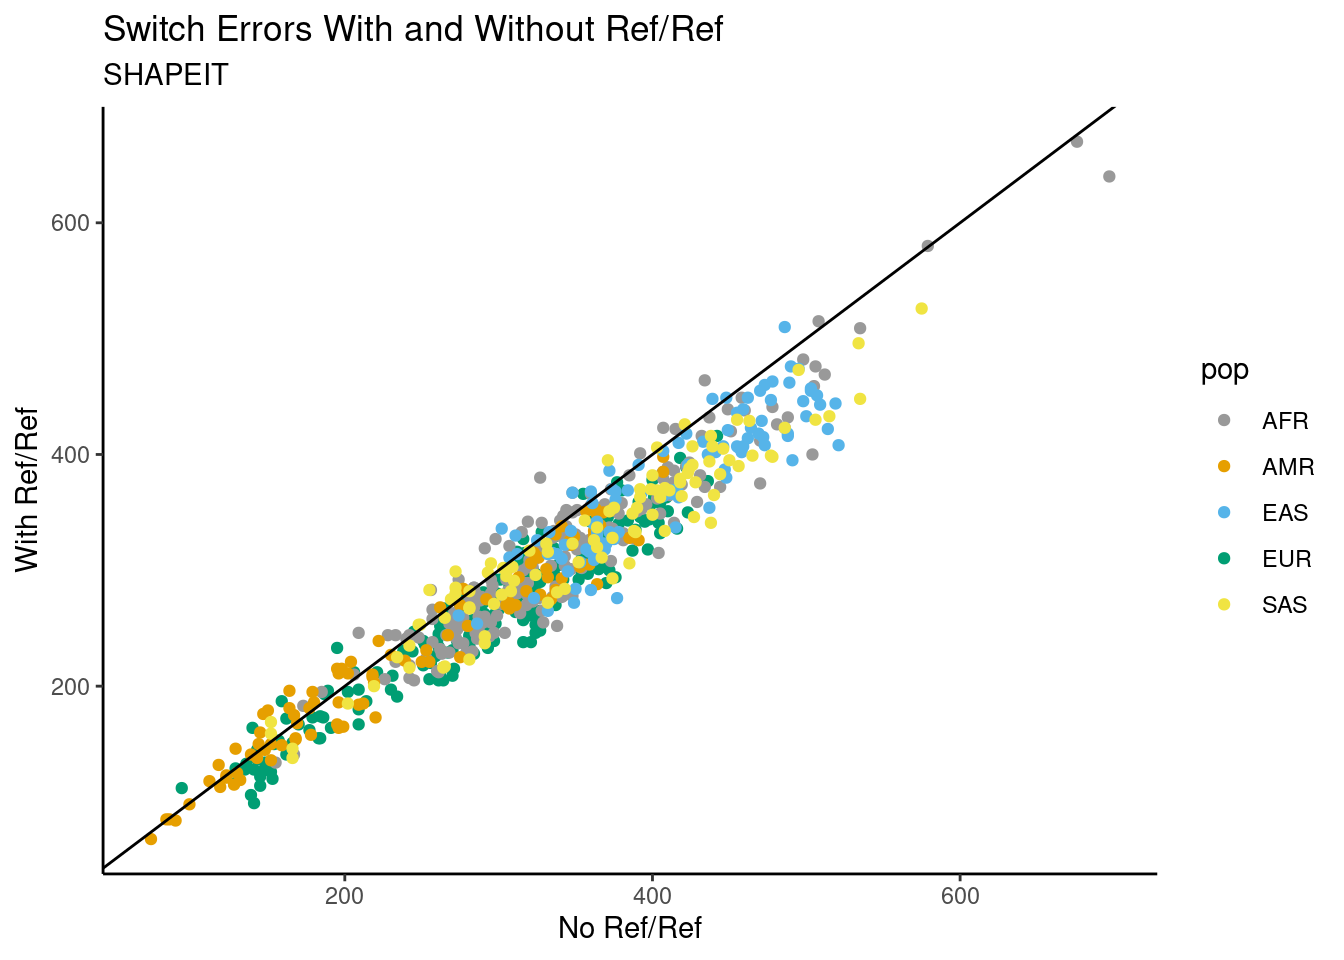 Switch Errors With and Without Ref/Ref
SHAPEIT
600
400
200
With Ref/Ref
200
400
600
No Ref/Ref
pop
AFR
AMR
EAS
EUR
SAS